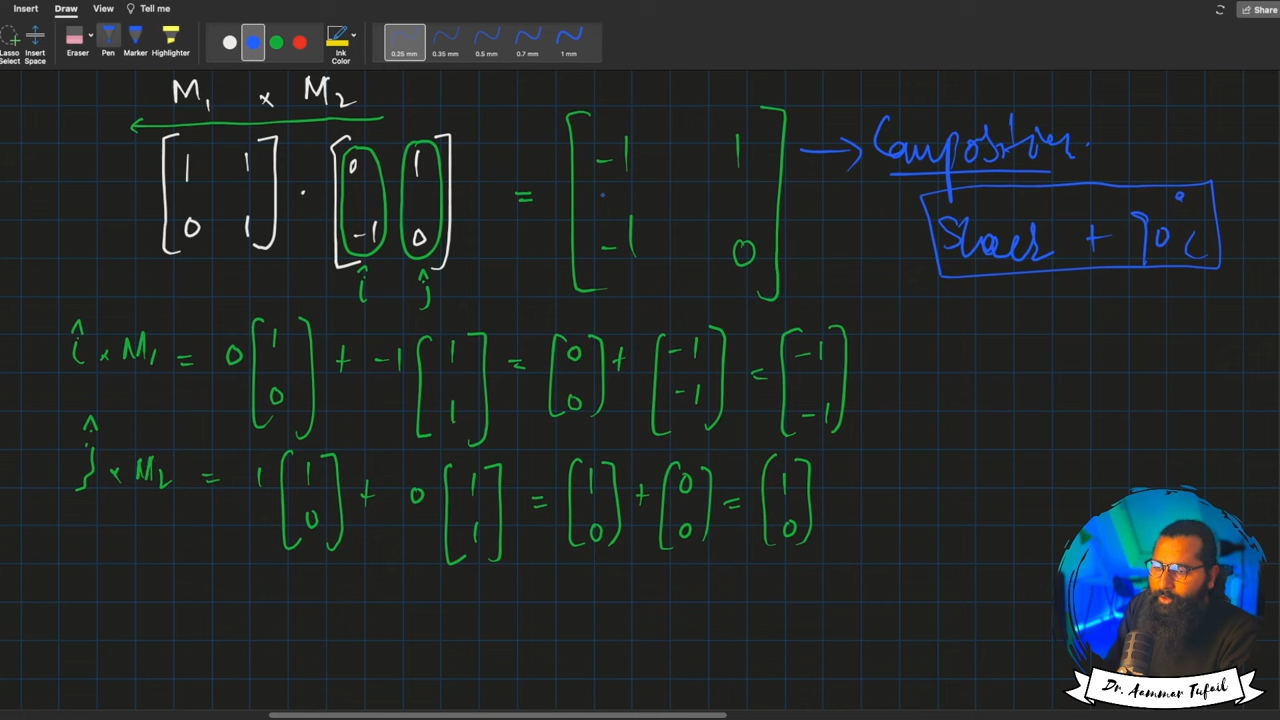 Insert Draw View Tell me
Share
Lasso Select
Insert Space
Eraser
Pen
Marker
Highlighter
Ink Color
0.25 mm 0.35 mm 0.5 mm 0.7 mm 1 mm
M₁ × M₂
[1 1; 0 1] · [0 1; -1 0] = [-1 1; -1 0] → Composition.
î ĵ
Shear + 90°
î × M₁ = 0 [1; 0] + -1 [1; 1] = [0; 0] + [-1; -1] = [-1; -1]
ĵ × M₂ = 1 [1; 0] + 0 [1; 1] = [1; 0] + [0; 0] = [1; 0]
Dr. Aammar Tufail